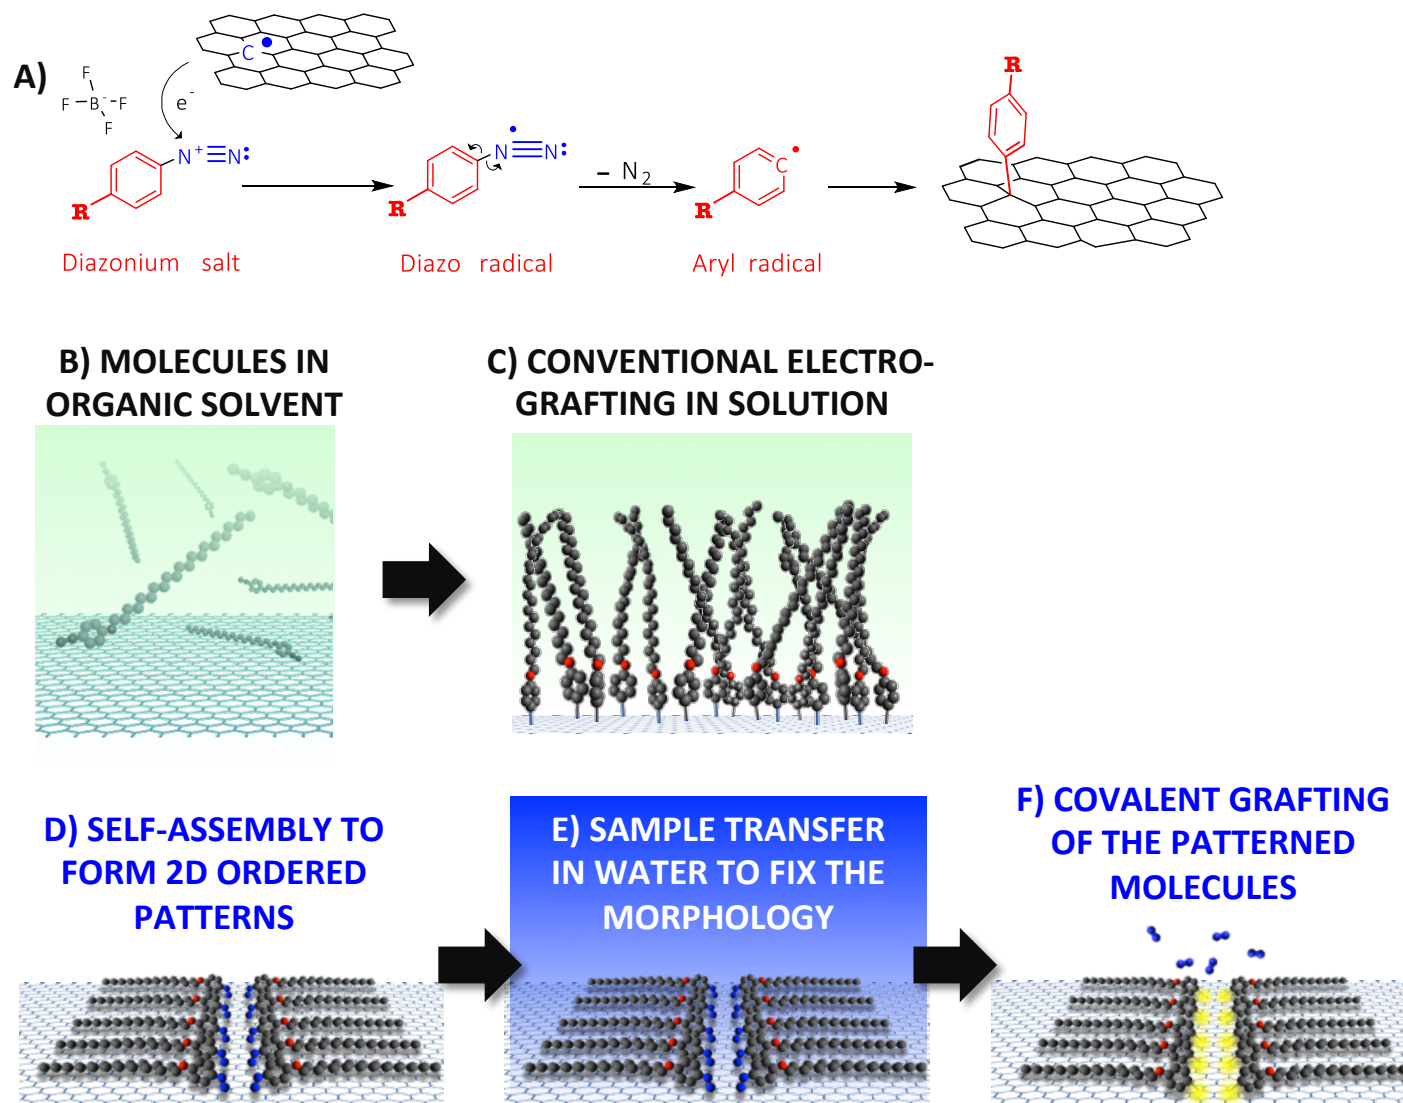 A)
C
F
F
B-
F
F
e-
N+
N:
R
N
N:
R
– N2
C
R
R
Diazonium salt
Diazo radical
Aryl radical
B) MOLECULES IN
ORGANIC SOLVENT
C) CONVENTIONAL ELECTRO-
GRAFTING IN SOLUTION
D) SELF-ASSEMBLY TO
FORM 2D ORDERED
PATTERNS
E) SAMPLE TRANSFER
IN WATER TO FIX THE
MORPHOLOGY
F) COVALENT GRAFTING
OF THE PATTERNED
MOLECULES